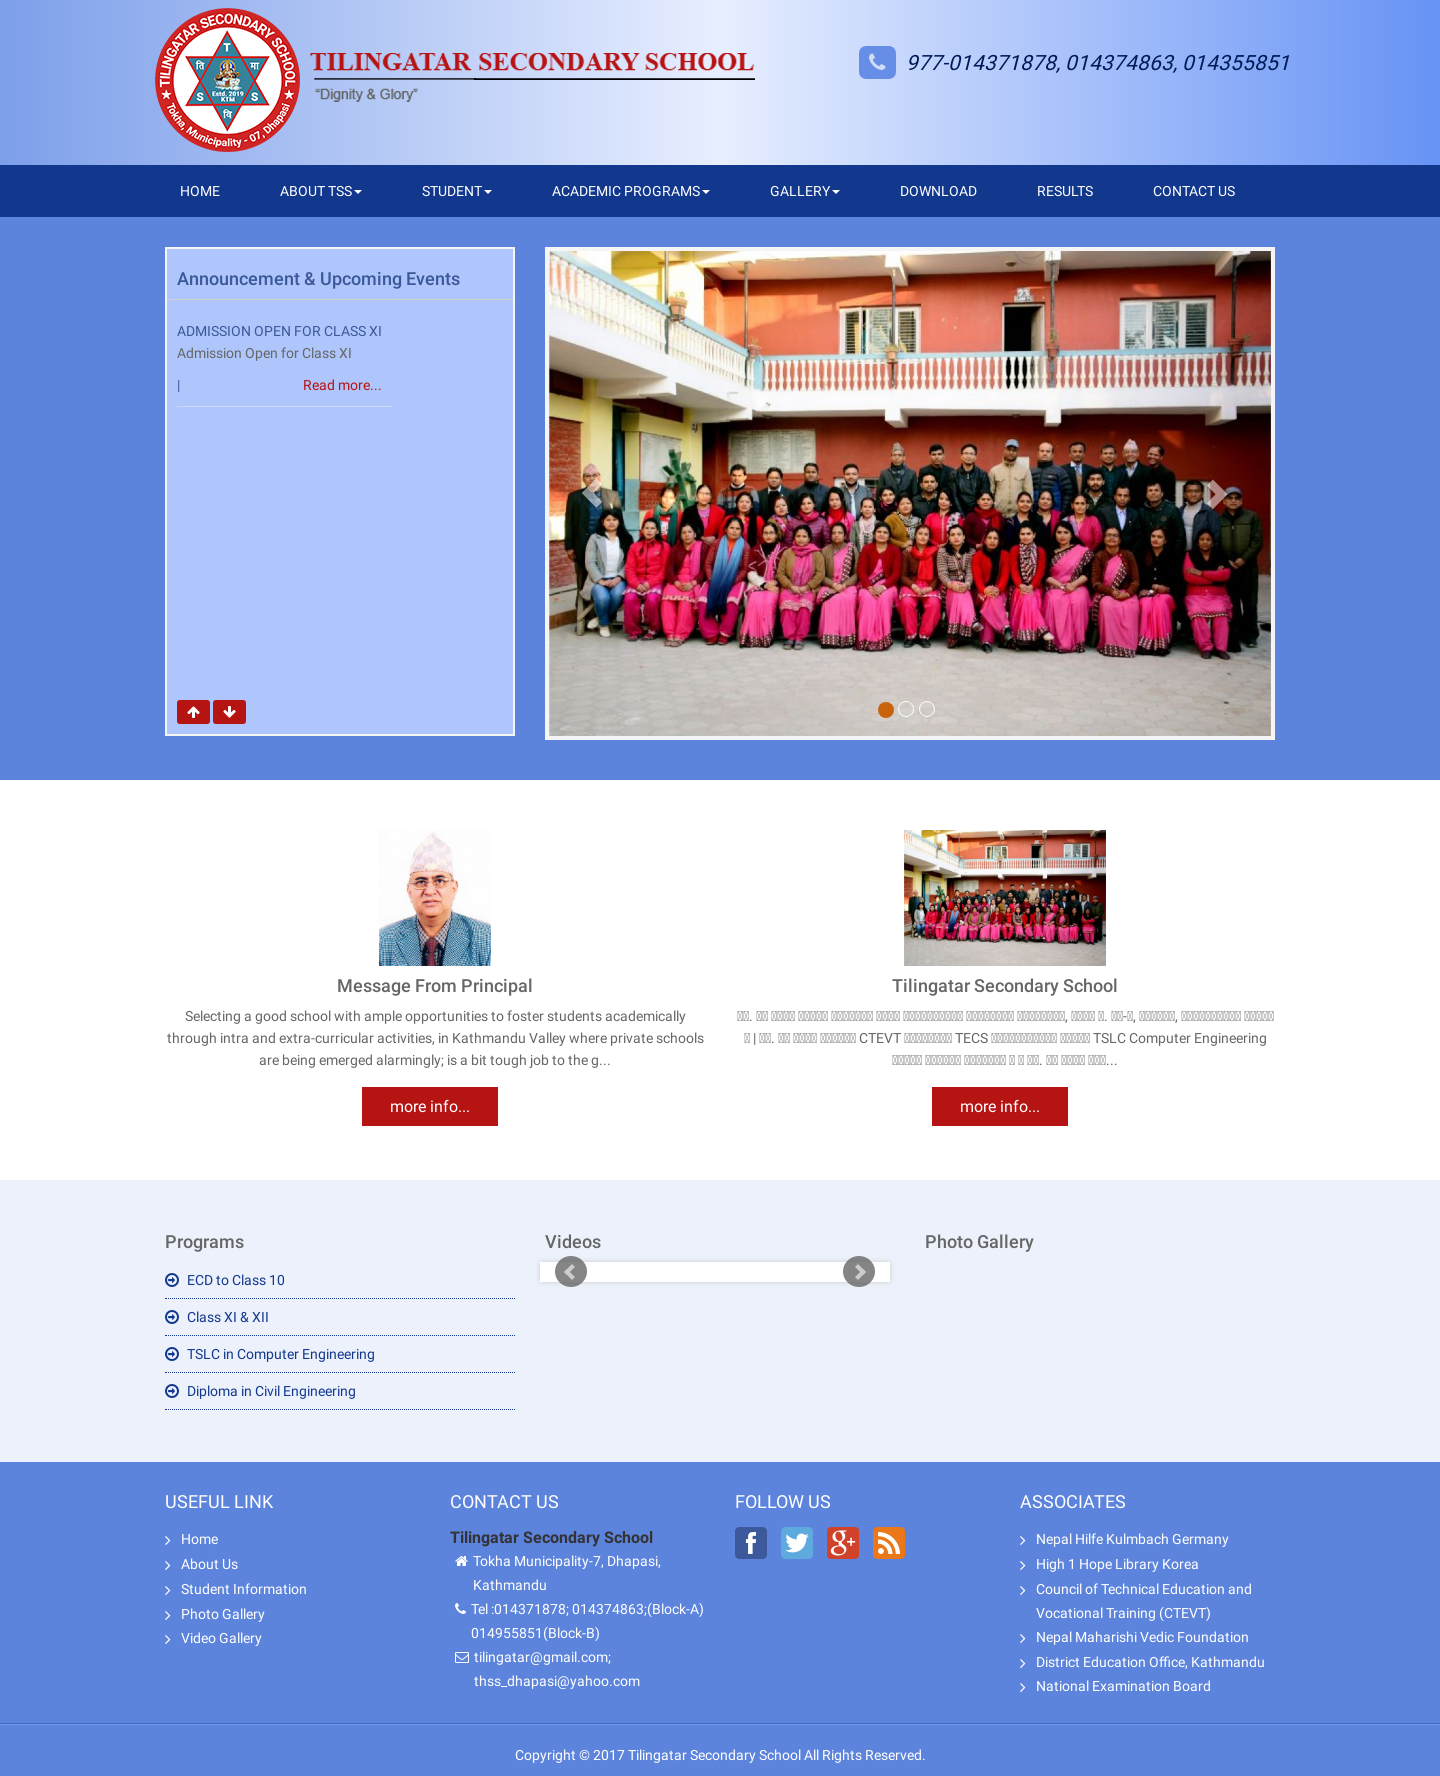 TILINGATAR SECONDARY SCHOOL
ति मा वि
T S S
Estd. 2019
KTM
Tokha, Municipality - 07, Dhapasi
TILINGATAR SECONDARY SCHOOL
“Dignity & Glory”
977-014371878, 014374863, 014355851
HOME ABOUT TSS STUDENT ACADEMIC PROGRAMS GALLERY DOWNLOAD RESULTS CONTACT US
Announcement & Upcoming Events
ADMISSION OPEN FOR CLASS XI
Admission Open for Class XI
| Read more...
23
Message From Principal
Selecting a good school with ample opportunities to foster students academically
through intra and extra-curricular activities, in Kathmandu Valley where private schools
are being emerged alarmingly; is a bit tough job to the g...
more info...
Tilingatar Secondary School
CTEVT TECS TSLC Computer Engineering
more info...
Programs
ECD to Class 10
Class XI & XII
TSLC in Computer Engineering
Diploma in Civil Engineering
Videos
Photo Gallery
USEFUL LINK
Home
About Us
Student Information
Photo Gallery
Video Gallery
CONTACT US
Tilingatar Secondary School
Tokha Municipality-7, Dhapasi,
Kathmandu
Tel :014371878; 014374863;(Block-A)
014955851(Block-B)
tilingatar@gmail.com;
thss_dhapasi@yahoo.com
FOLLOW US
ASSOCIATES
Nepal Hilfe Kulmbach Germany
High 1 Hope Library Korea
Council of Technical Education and
Vocational Training (CTEVT)
Nepal Maharishi Vedic Foundation
District Education Office, Kathmandu
National Examination Board
Copyright © 2017 Tilingatar Secondary School All Rights Reserved.